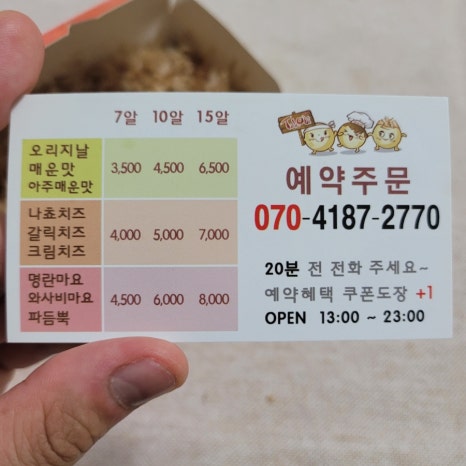 7알 10알 15알
오리지날
매운맛 3,500 4,500 6,500
아주매운맛
나쵸치즈
갈릭치즈 4,000 5,000 7,000
크림치즈
명란마요
와사비마요 4,500 6,000 8,000
파듬뿍
예약주문
070-4187-2770
20분 전 전화 주세요~
예약혜택 쿠폰도장 +1
OPEN 13:00 ~ 23:00